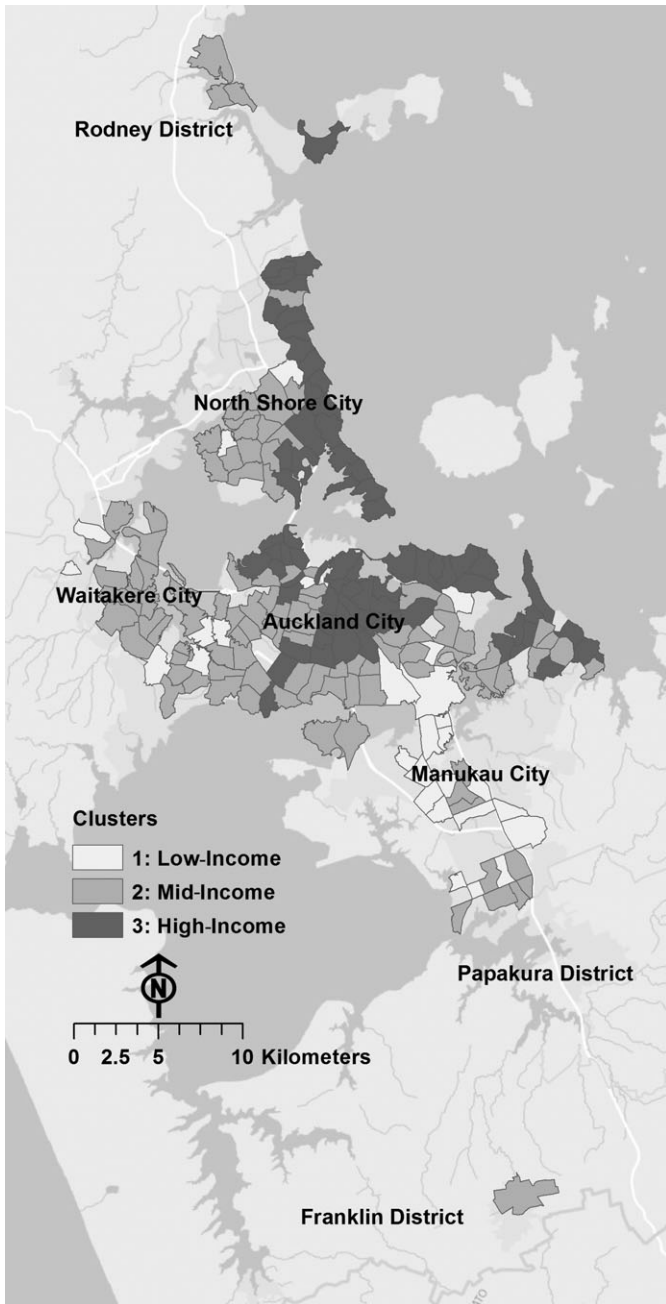 Rodney District
North Shore City
Waitakere City
Auckland City
Manukau City
Clusters
1: Low-Income
2: Mid-Income
3: High-Income
N
Papakura District
0 2.5 5 10 Kilometers
Franklin District